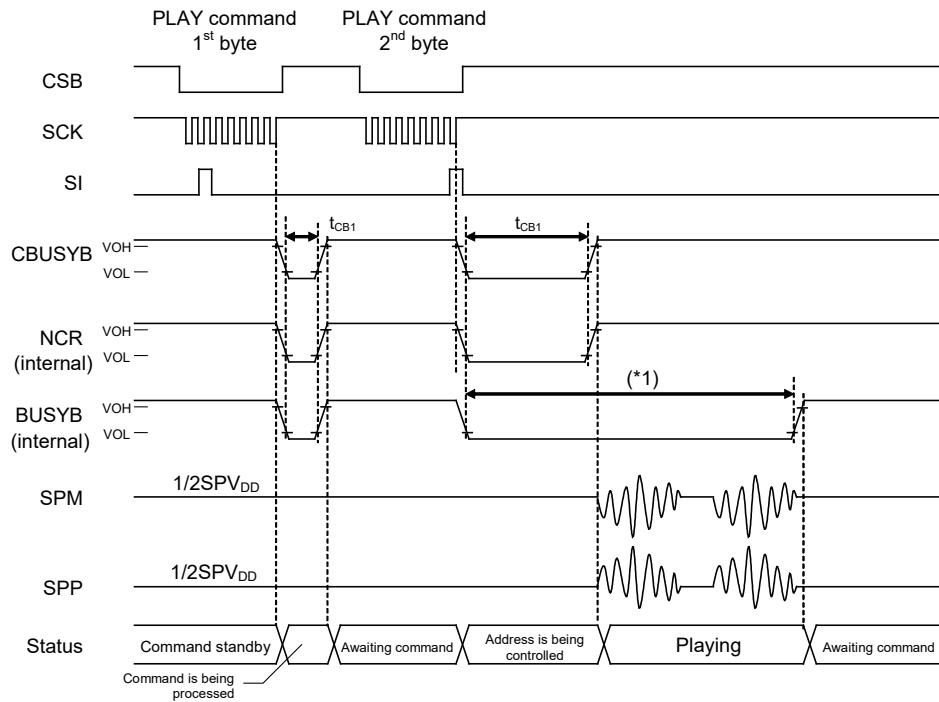 PLAY command
1st byte
PLAY command
2nd byte
CSB
SCK
SI
tCB1
tCB1
CBUSYB
VOH
VOL
NCR
(internal)
VOH
VOL
(*1)
BUSYB
(internal)
VOH
VOL
SPM
1/2SPVDD
SPP
1/2SPVDD
Status
Command standby
Awaiting command
Address is being
controlled
Playing
Awaiting command
Command is being
processed